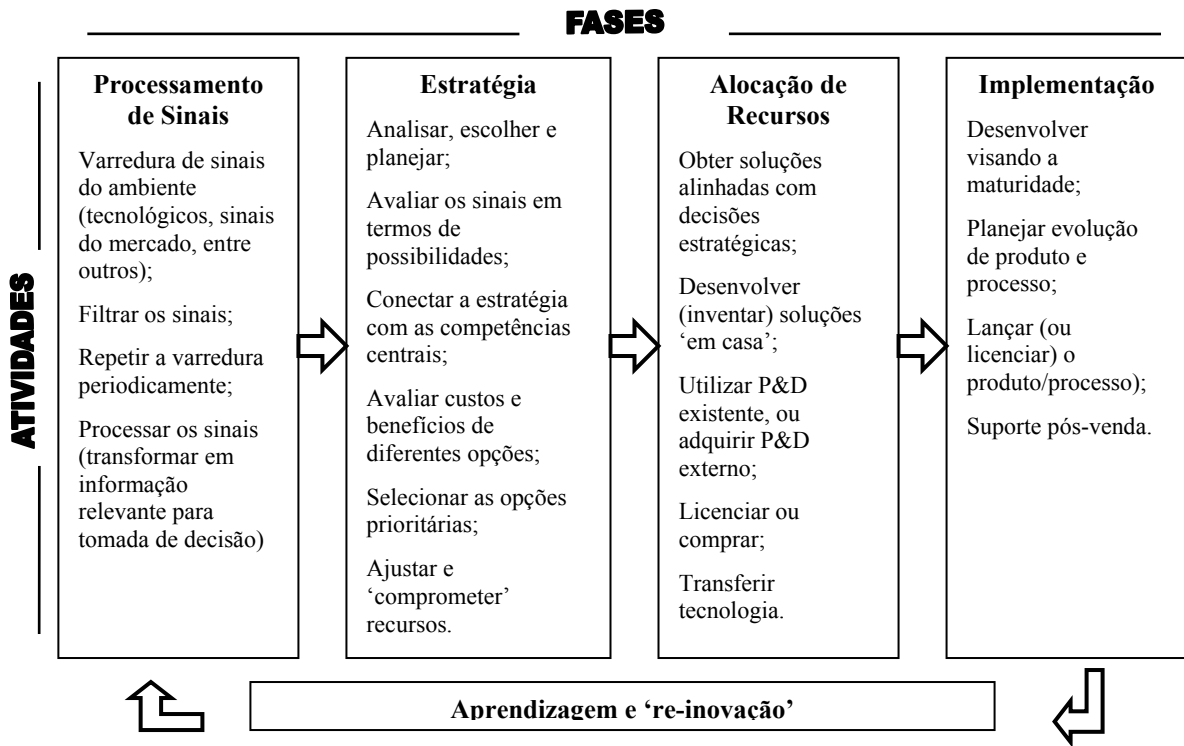 FASES
ATIVIDADES
Processamento
de Sinais
Varredura de sinais
do ambiente
(tecnológicos, sinais
do mercado, entre
outros);
Filtrar os sinais;
Repetir a varredura
periodicamente;
Processar os sinais
(transformar em
informação
relevante para
tomada de decisão)
Estratégia
Analisar, escolher e
planejar;
Avaliar os sinais em
termos de
possibilidades;
Conectar a estratégia
com as competências
centrais;
Avaliar custos e
benefícios de
diferentes opções;
Selecionar as opções
prioritárias;
Ajustar e
‘comprometer’
recursos.
Alocação de
Recursos
Obter soluções
alinhadas com
decisões
estratégicas;
Desenvolver
(inventar) soluções
‘em casa’;
Utilizar P&D
existente, ou
adquirir P&D
externo;
Licenciar ou
comprar;
Transferir
tecnologia.
Implementação
Desenvolver
visando a
maturidade;
Planejar evolução
de produto e
processo;
Lançar (ou
licenciar) o
produto/processo);
Suporte pós-venda.
Aprendizagem e ‘re-inovação’